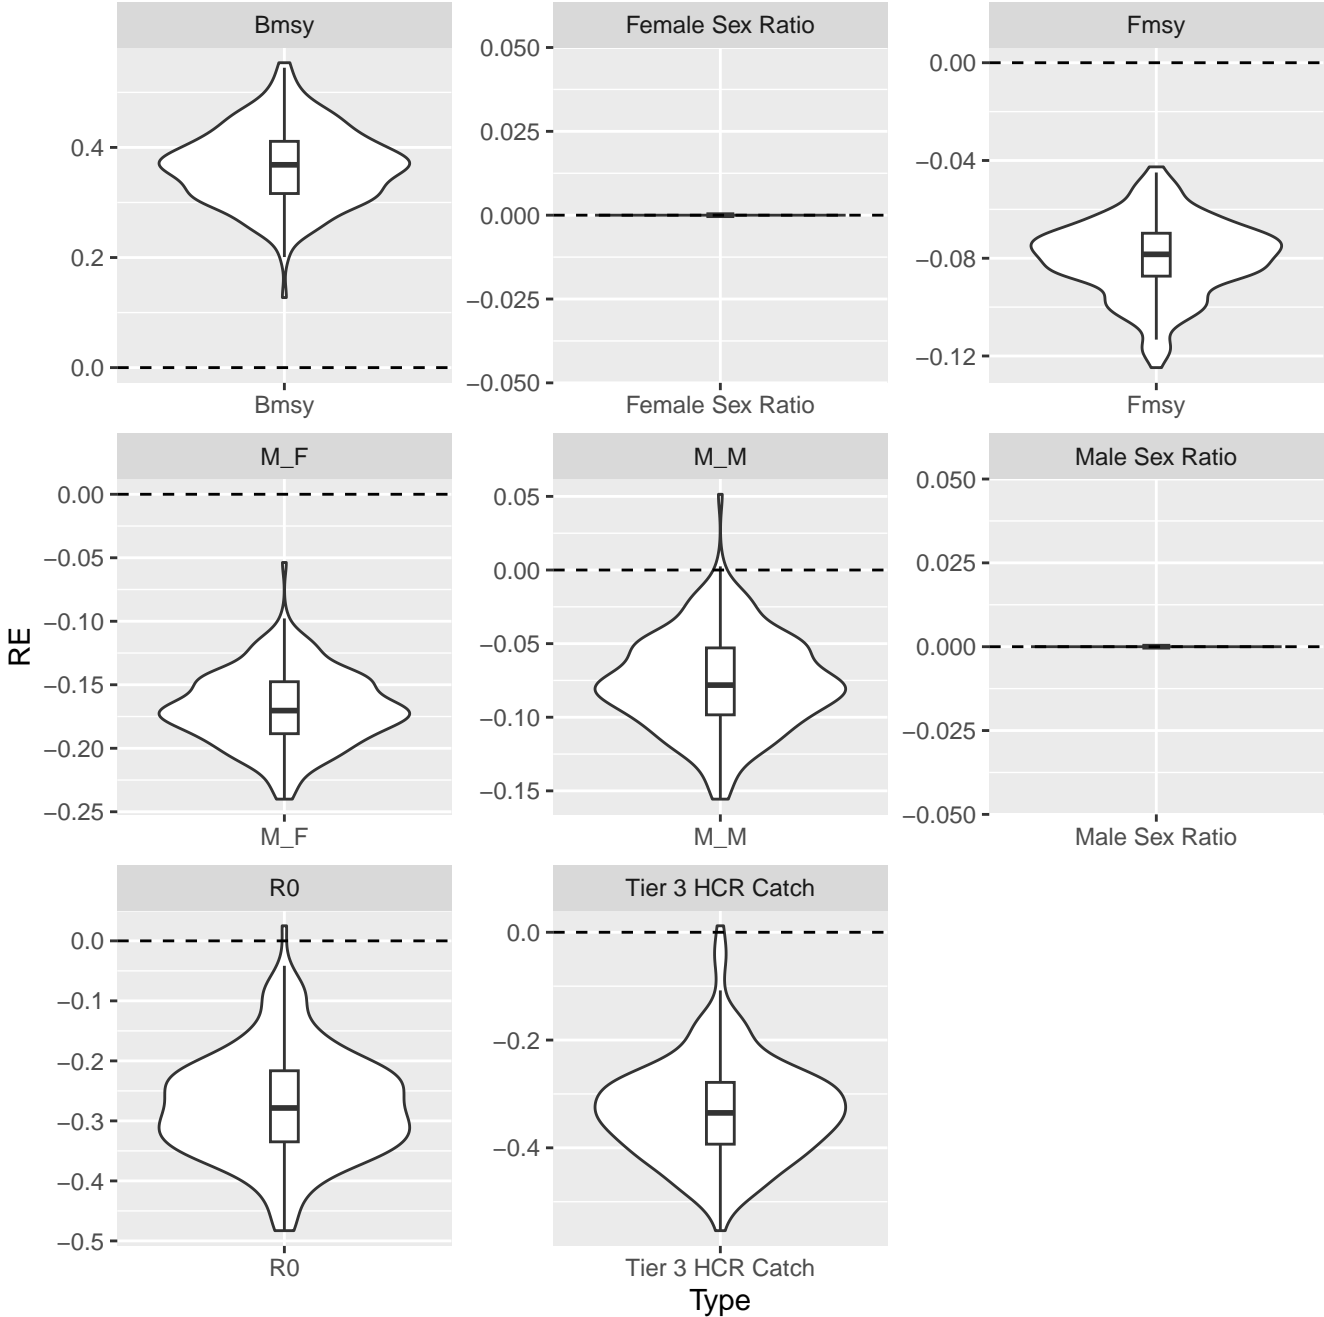 Bmsy
Female Sex Ratio
Fmsy
0.4
0.2
0.0
0.050
0.025
0.000
−0.025
−0.050
0.00
−0.04
−0.08
−0.12
Bmsy
Female Sex Ratio
Fmsy
M_F
M_M
Male Sex Ratio
0.00
−0.05
−0.10
−0.15
−0.20
−0.25
0.05
0.00
−0.05
−0.10
−0.15
0.050
0.025
0.000
−0.025
−0.050
M_F
M_M
Male Sex Ratio
RE
R0
Tier 3 HCR Catch
0.0
−0.1
−0.2
−0.3
−0.4
−0.5
0.0
−0.2
−0.4
R0
Tier 3 HCR Catch
Type